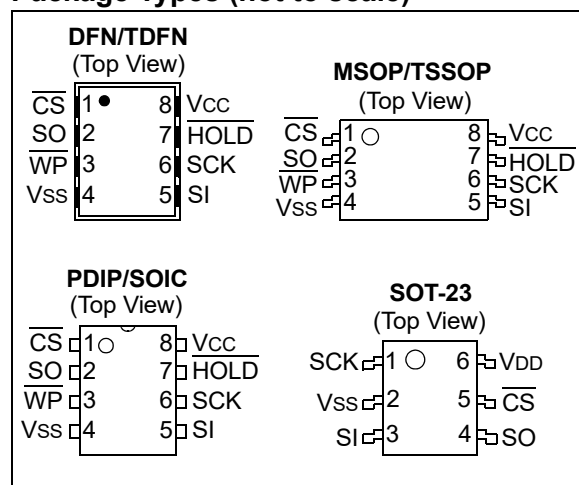 Package Types (not to scale)
DFN/TDFN
(Top View)
CS 1 8 VCC
SO 2 7 HOLD
WP 3 6 SCK
VSS 4 5 SI
MSOP/TSSOP
(Top View)
CS 1 8 VCC
SO 2 7 HOLD
WP 3 6 SCK
VSS 4 5 SI
PDIP/SOIC
(Top View)
CS 1 8 VCC
SO 2 7 HOLD
WP 3 6 SCK
VSS 4 5 SI
SOT-23
(Top View)
SCK 1 6 VDD
VSS 2 5 CS
SI 3 4 SO